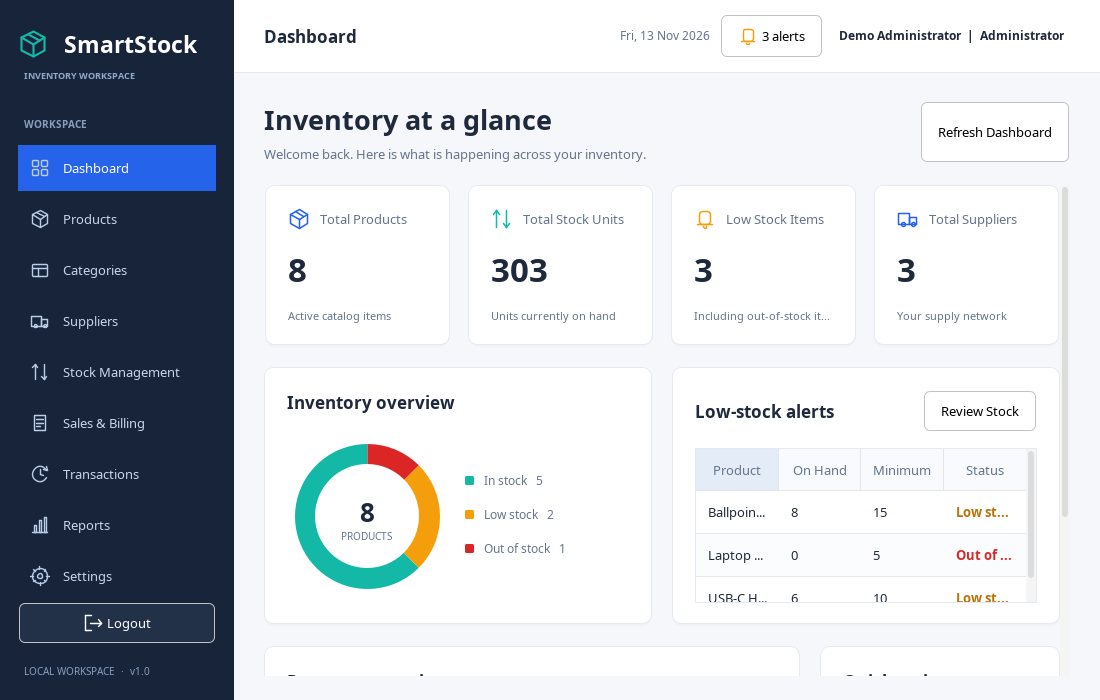 SmartStock
INVENTORY WORKSPACE
WORKSPACE
Dashboard
Products
Categories
Suppliers
Stock Management
Sales & Billing
Transactions
Reports
Settings
Logout
LOCAL WORKSPACE · v1.0
Dashboard
Fri, 13 Nov 2026
3 alerts
Demo Administrator | Administrator
Inventory at a glance
Welcome back. Here is what is happening across your inventory.
Refresh Dashboard
Total Products
8
Active catalog items
Total Stock Units
303
Units currently on hand
Low Stock Items
3
Including out-of-stock it...
Total Suppliers
3
Your supply network
Inventory overview
8
PRODUCTS
In stock 5
Low stock 2
Out of stock 1
Low-stock alerts
Review Stock
Product On Hand Minimum Status
Ballpoin... 8 15 Low st...
Laptop ... 0 5 Out of ...
USB-C H... 6 10 Low st...